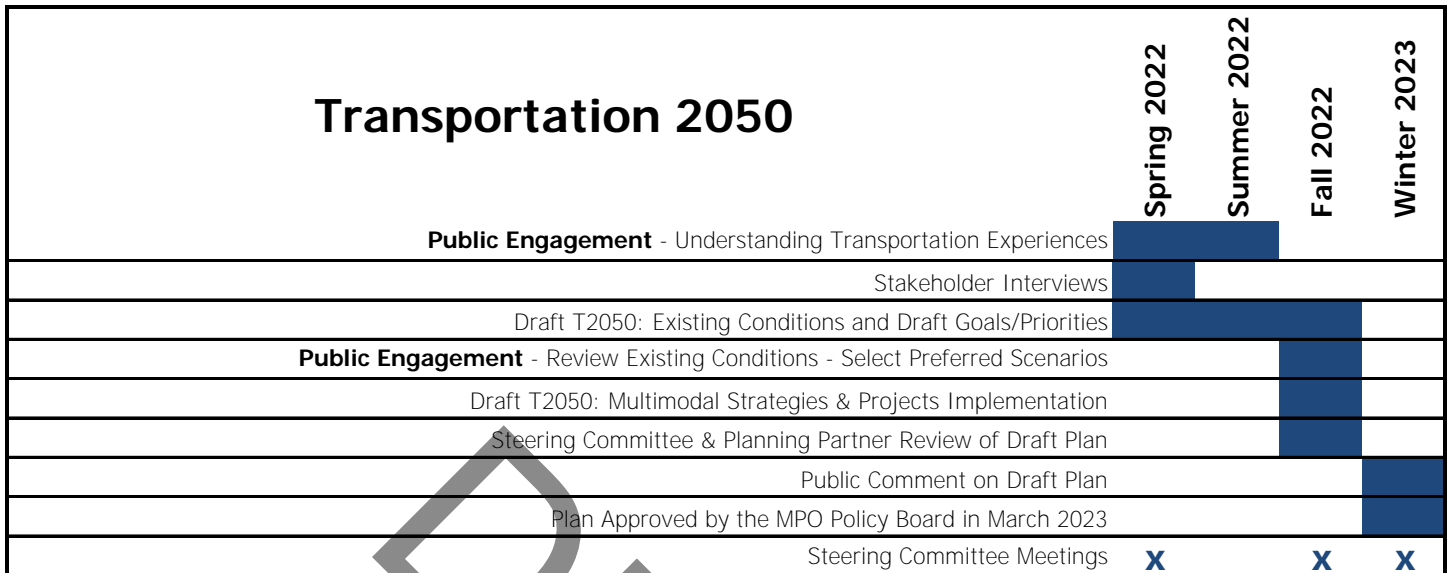 Transportation 2050
Spring 2022
Summer 2022
Fall 2022
Winter 2023
Public Engagement - Understanding Transportation Experiences
Stakeholder Interviews
Draft T2050: Existing Conditions and Draft Goals/Priorities
Public Engagement - Review Existing Conditions - Select Preferred Scenarios
Draft T2050: Multimodal Strategies & Projects Implementation
Steering Committee & Planning Partner Review of Draft Plan
Public Comment on Draft Plan
Plan Approved by the MPO Policy Board in March 2023
Steering Committee Meetings X X X